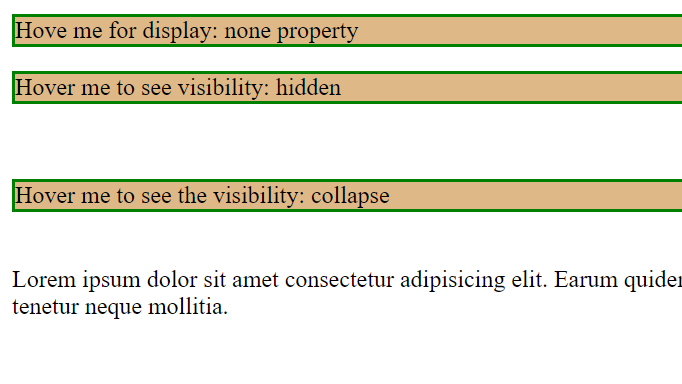 Hove me for display: none property
Hover me to see visibility: hidden
Hover me to see the visibility: collapse
Lorem ipsum dolor sit amet consectetur adipisicing elit. Earum
tenetur neque mollitia.